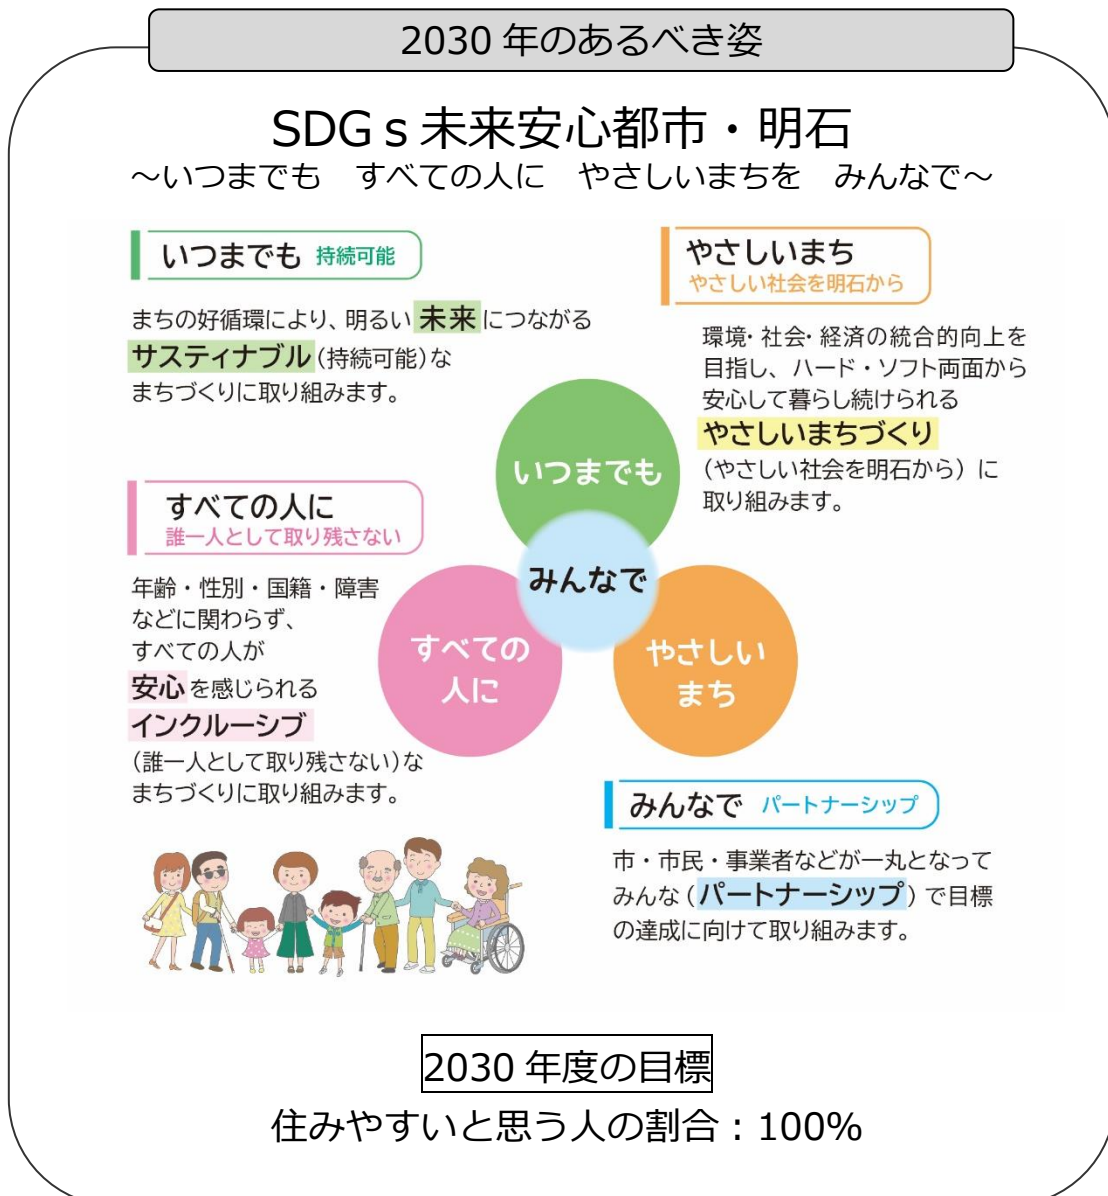 2030 年のあるべき姿
SDGｓ未来安心都市・明石
～いつまでも　すべての人に　やさしいまちを　みんなで～
いつまでも 持続可能
まちの好循環により、明るい 未来 につながる
サスティナブル (持続可能)な
まちづくりに取り組みます。
やさしいまち
やさしい社会を明石から
環境・社会・経済の統合的向上を
目指し、ハード・ソフト両面から
安心して暮らし続けられる
やさしいまちづくり
（やさしい社会を明石から）に
取り組みます。
すべての人に
誰一人として取り残さない
年齢・性別・国籍・障害
などに関わらず、
すべての人が
安心 を感じられる
インクルーシブ
(誰一人として取り残さない)な
まちづくりに取り組みます。
いつまでも
みんなで
すべての
人に
やさしい
まち
みんなで パートナーシップ
市・市民・事業者などが一丸となって
みんな（パートナーシップ）で目標
の達成に向けて取り組みます。
2030 年度の目標
住みやすいと思う人の割合：100%